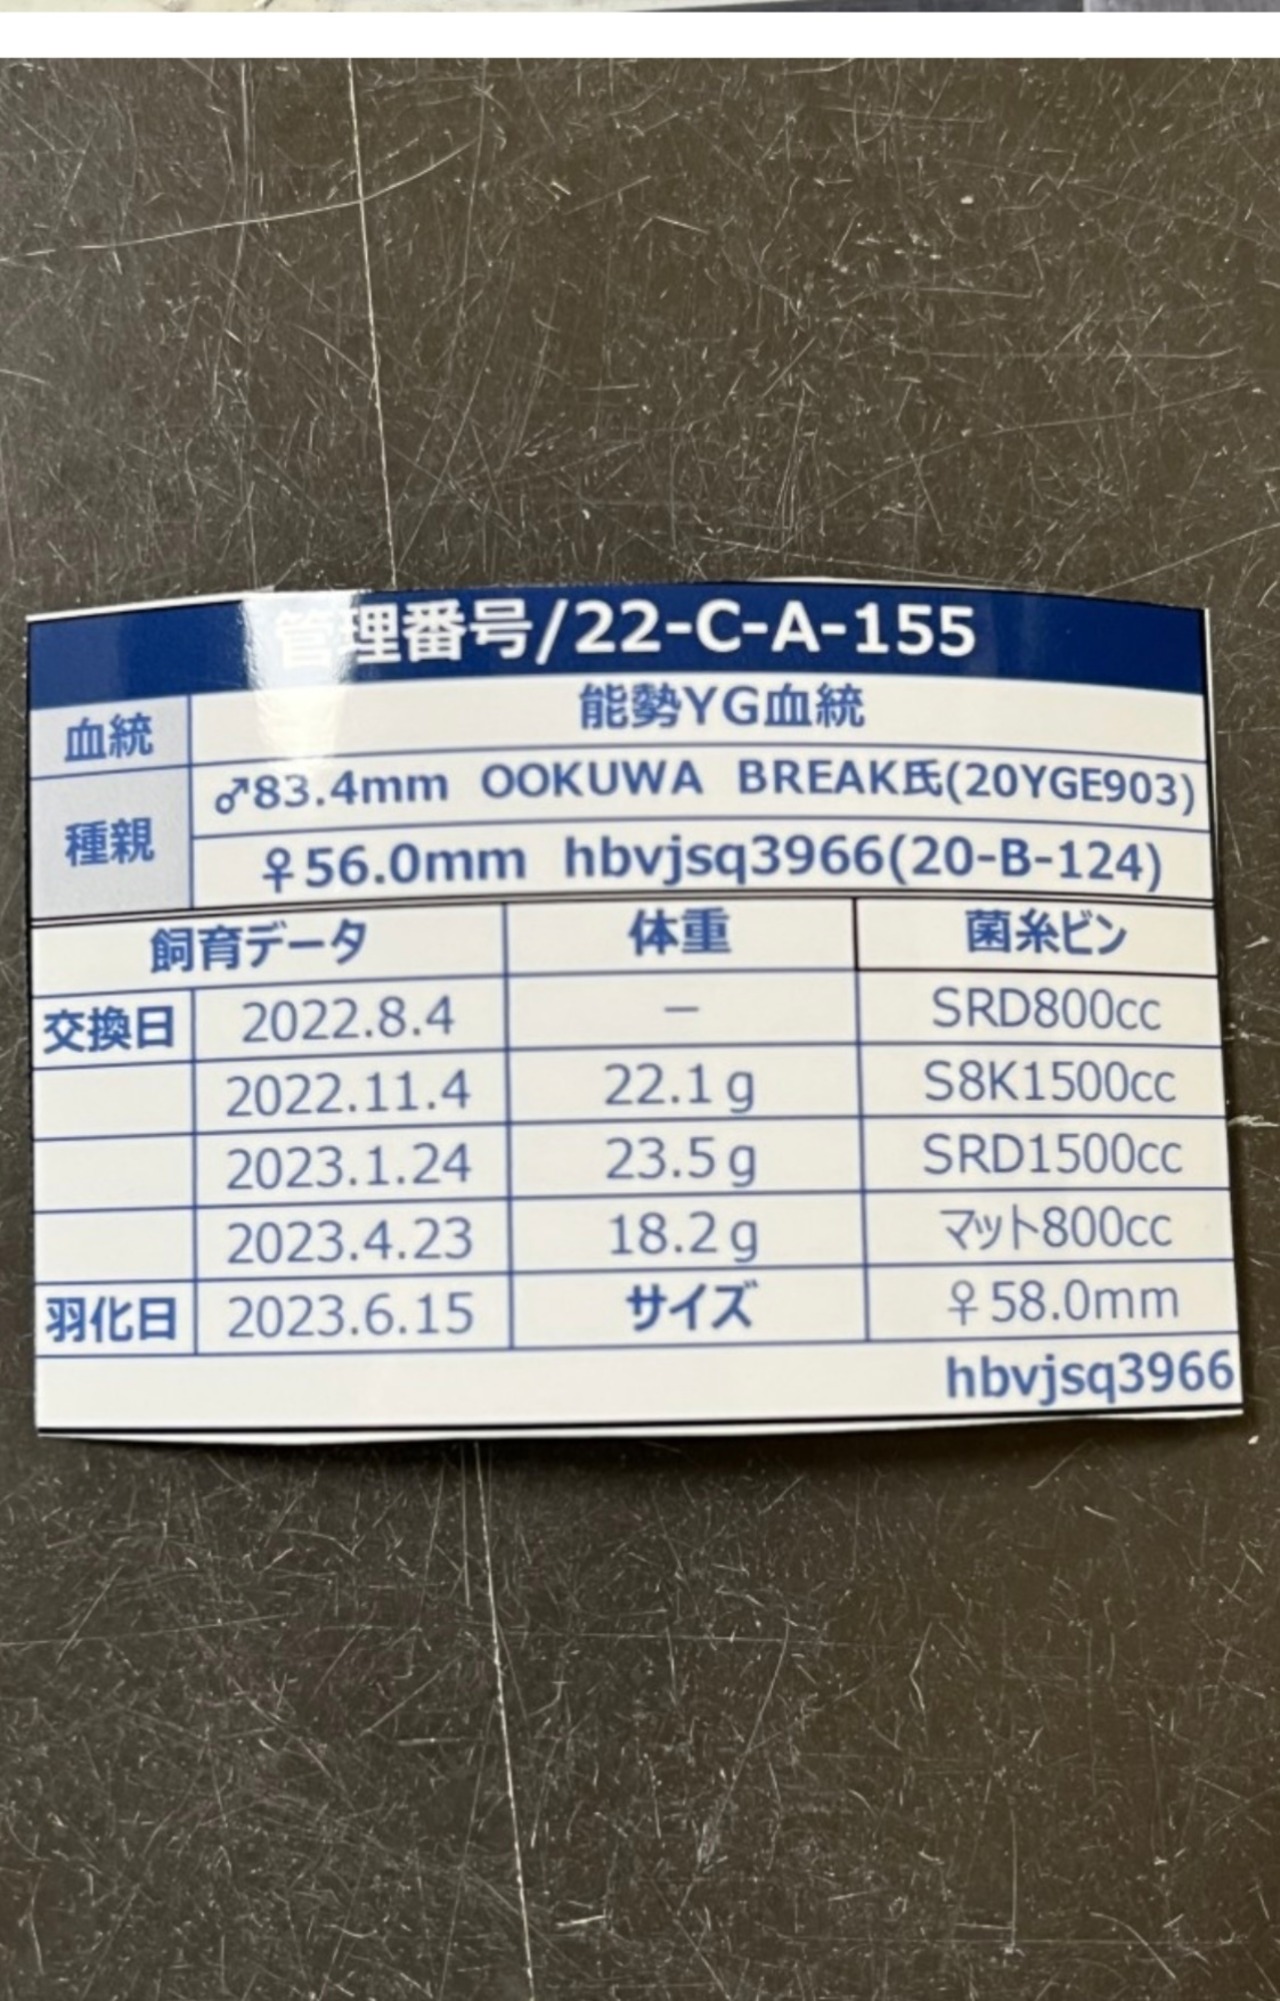 管理番号/22-C-A-155
血統 能勢YG血統
種親 ♂83.4mm OOKUWA BREAK氏(20YGE903)
♀56.0mm hbvjsq3966(20-B-124)
飼育データ 体重 菌糸ビン
交換日 2022.8.4 － SRD800cc
2022.11.4 22.1g S8K1500cc
2023.1.24 23.5g SRD1500cc
2023.4.23 18.2g マット800cc
羽化日 2023.6.15 サイズ ♀58.0mm
hbvjsq3966